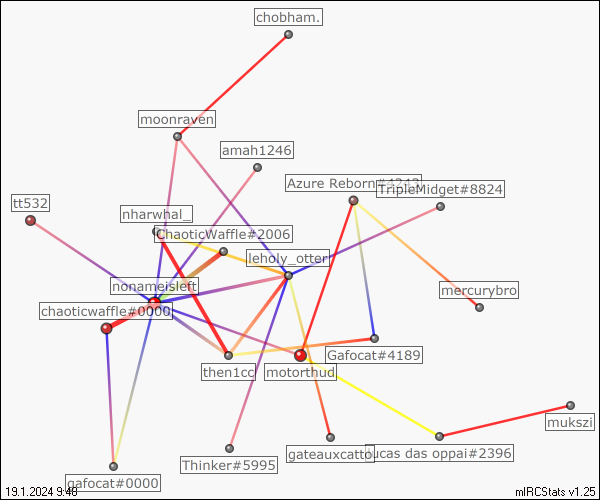 chobham.
moonraven
amah1246
Azure Reborn#4243
TripleMidget#8824
tt532
nharwhal_
ChaoticWaffle#2006
leholy_otter
nonameisleft
mercurybro
chaoticwaffle#0000
Gafocat#4189
then1cc
motorthud
mukszi
gateauxcatto
lucas das oppai#2396
Thinker#5995
gafocat#0000
19.1.2024 9:48
mIRCStats v1.25